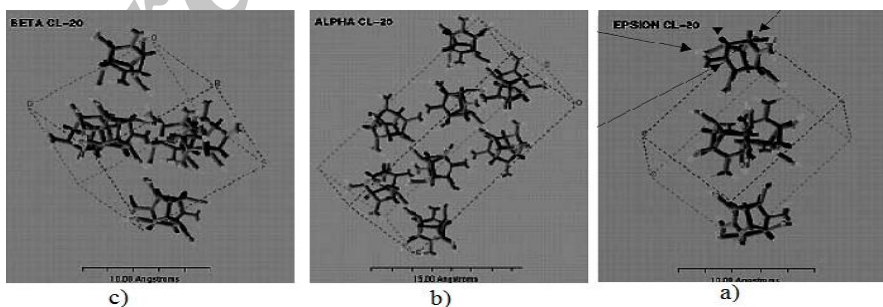 BETA CL-20
ALPHA CL-20
EPSION CL-20
10.00 Angstroms
15.00 Angstroms
10.00 Angstroms
c)
b)
a)